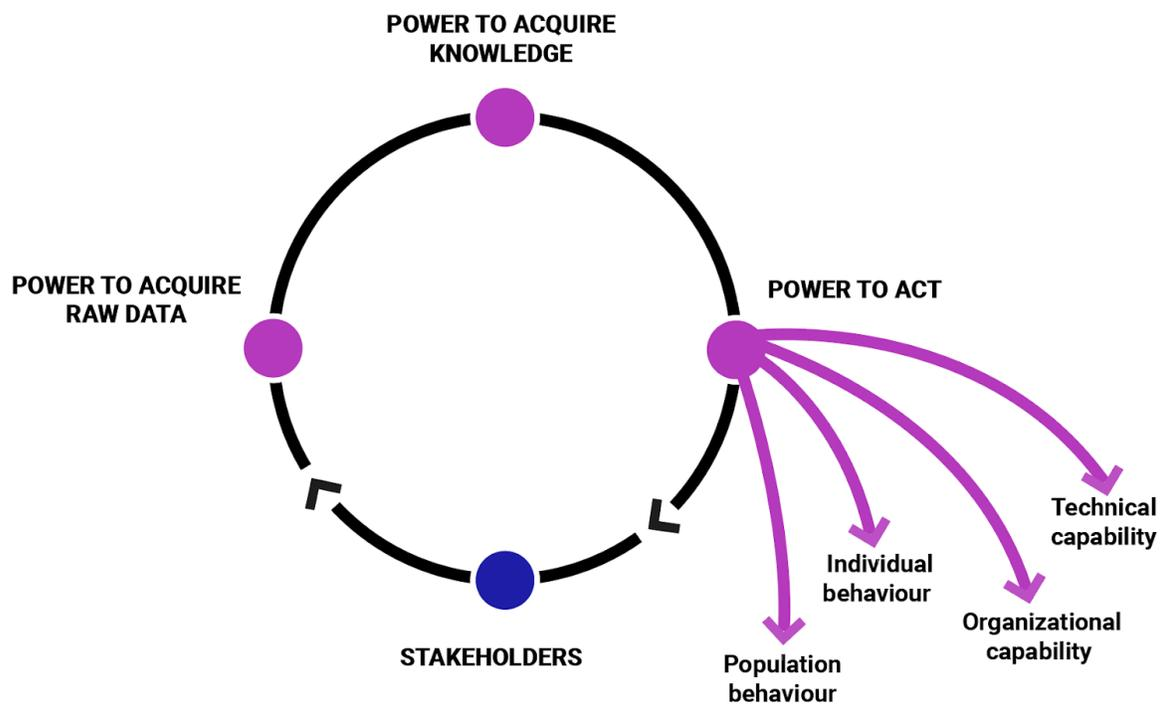 POWER TO ACQUIRE
KNOWLEDGE
POWER TO ACQUIRE
RAW DATA
POWER TO ACT
Technical
capability
Individual
behaviour
Organizational
capability
STAKEHOLDERS
Population
behaviour